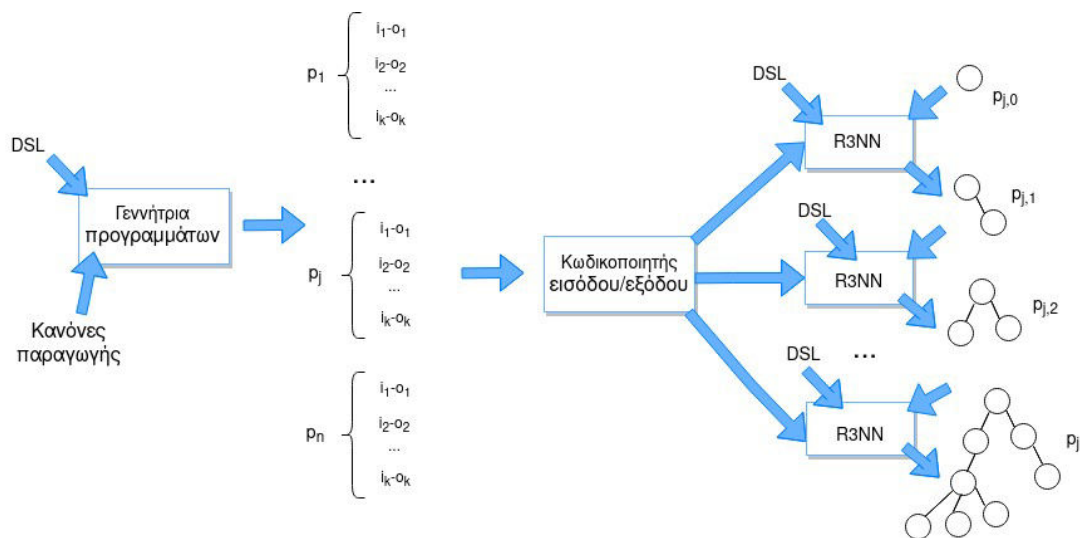 DSL
Γεννήτρια
προγραμμάτων
Κανόνες
παραγωγής
p1
i1-o1
i2-o2
...
ik-ok
...
pj
i1-o1
i2-o2
...
ik-ok
pn
i1-o1
i2-o2
...
ik-ok
Κωδικοποιητής
εισόδου/εξόδου
DSL
R3NN
pj,0
pj,1
DSL
R3NN
pj,2
DSL
...
R3NN
pj